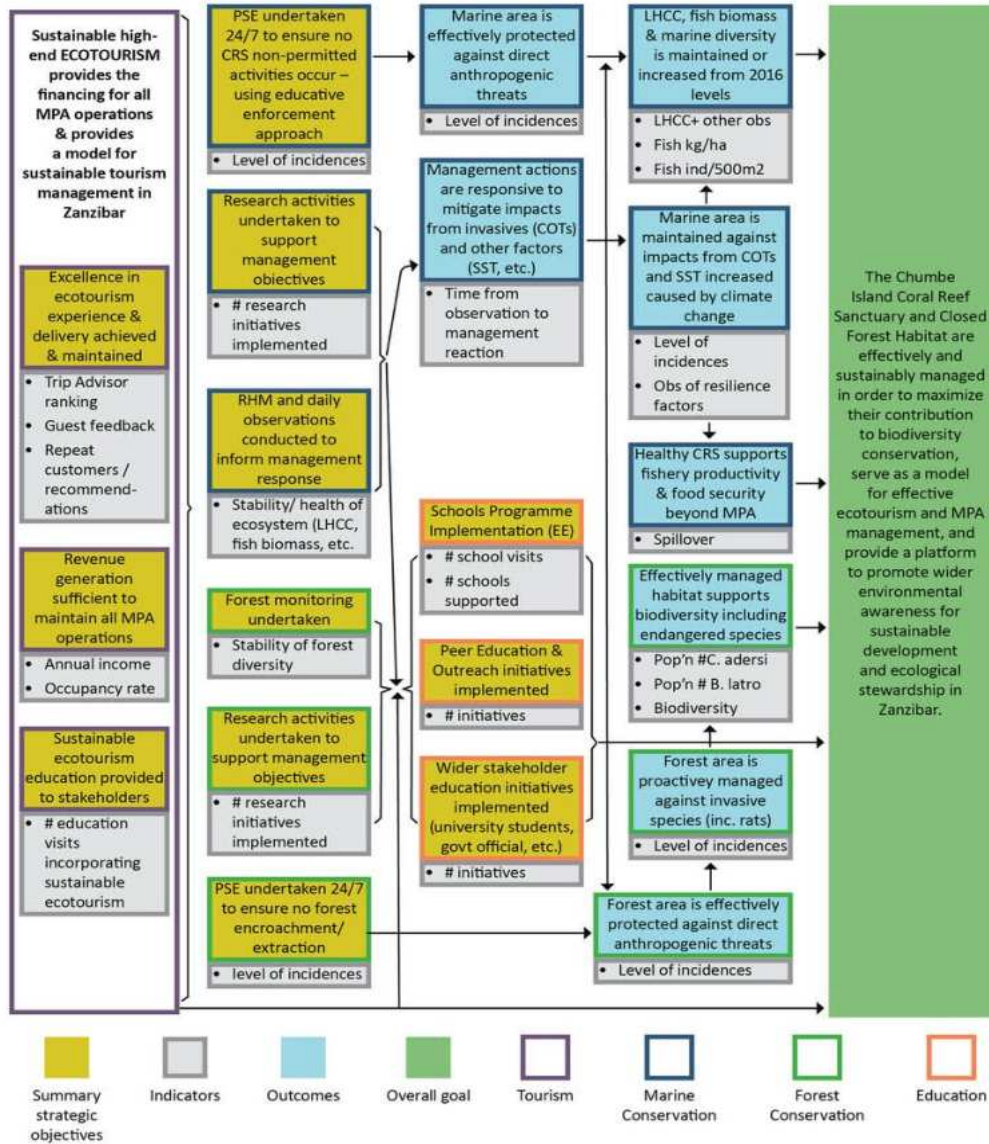 Sustainable high-
end ECOTOURISM
provides the
financing for all
MPA operations
& provides
a model for
sustainable tourism
management in
Zanzibar
Excellence in
ecotourism
experience &
delivery achieved
& maintained
• Trip Advisor
ranking
• Guest feedback
• Repeat
customers /
recommend-
ations
Revenue
generation
sufficient to
maintain all MPA
operations
• Annual income
• Occupancy rate
Sustainable
ecotourism
education provided
to stakeholders
• # education
visits
incorporating
sustainable
ecotourism
PSE undertaken
24/7 to ensure no
CRS non-permitted
activities occur –
using educative
enforcement
approach
• Level of incidences
Research activities
undertaken to
support
management
objectives
• # research
initiatives
implemented
RHM and daily
observations
conducted to
inform management
response
• Stability/ health of
ecosystem (LHCC,
fish biomass, etc.
Forest monitoring
undertaken
• Stability of forest
diversity
Research activities
undertaken to
support management
objectives
• # research
initiatives
implemented
PSE undertaken 24/7
to ensure no forest
encroachment/
extraction
• level of incidences
Marine area is
effectively protected
against direct
anthropogenic
threats
• Level of incidences
Management actions
are responsive to
mitigate impacts
from invasives (COTs)
and other factors
(SST, etc.)
• Time from
observation to
management
reaction
Schools Programme
Implementation (EE)
• # school visits
• # schools
supported
Peer Education &
Outreach initiatives
implemented
• # initiatives
Wider stakeholder
education initiatives
implemented
(university students,
govt official, etc.)
• # initiatives
LHCC, fish biomass
& marine diversity
is maintained or
increased from 2016
levels
• LHCC+ other obs
• Fish kg/ha
• Fish ind/500m2
Marine area is
maintained against
impacts from COTs
and SST increased
caused by climate
change
• Level of
incidences
• Obs of resilience
factors
Healthy CRS supports
fishery productivity
& food security
beyond MPA
• Spillover
Effectively managed
habitat supports
biodiversity including
endangered species
• Pop'n #C. adersi
• Pop'n # B. latro
• Biodiversity
Forest area is
proactivey managed
against invasive
species (inc. rats)
• Level of incidences
Forest area is effectively
protected against direct
anthropogenic threats
• Level of incidences
The Chumbe
Island Coral Reef
Sanctuary and Closed
Forest Habitat are
effectively and
sustainably managed
in order to maximize
their contribution
to biodiversity
conservation,
serve as a model
for effective
ecotourism and MPA
management, and
provide a platform
to promote wider
environmental
awareness for
sustainable
development
and ecological
stewardship in
Zanzibar.
Summary
strategic
objectives
Indicators
Outcomes
Overall goal
Tourism
Marine
Conservation
Forest
Conservation
Education